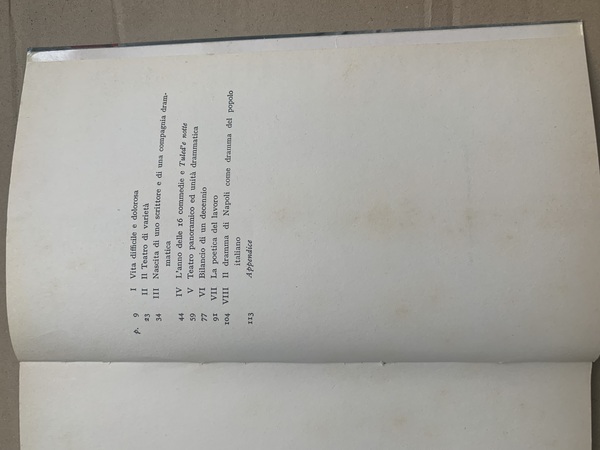 p. 9 I Vita difficile e dolorosa
23 II Il Teatro di varietà
34 III Nascita di uno scrittore e di una compagnia dram-
matica
44 IV L'anno delle 16 commedie e Tuled'e notte
59 V Teatro panoramico ed unità drammatica
77 VI Bilancio di un decennio
91 VII La poetica del lavoro
104 VIII Il dramma di Napoli come dramma del popolo
italiano
113 Appendice